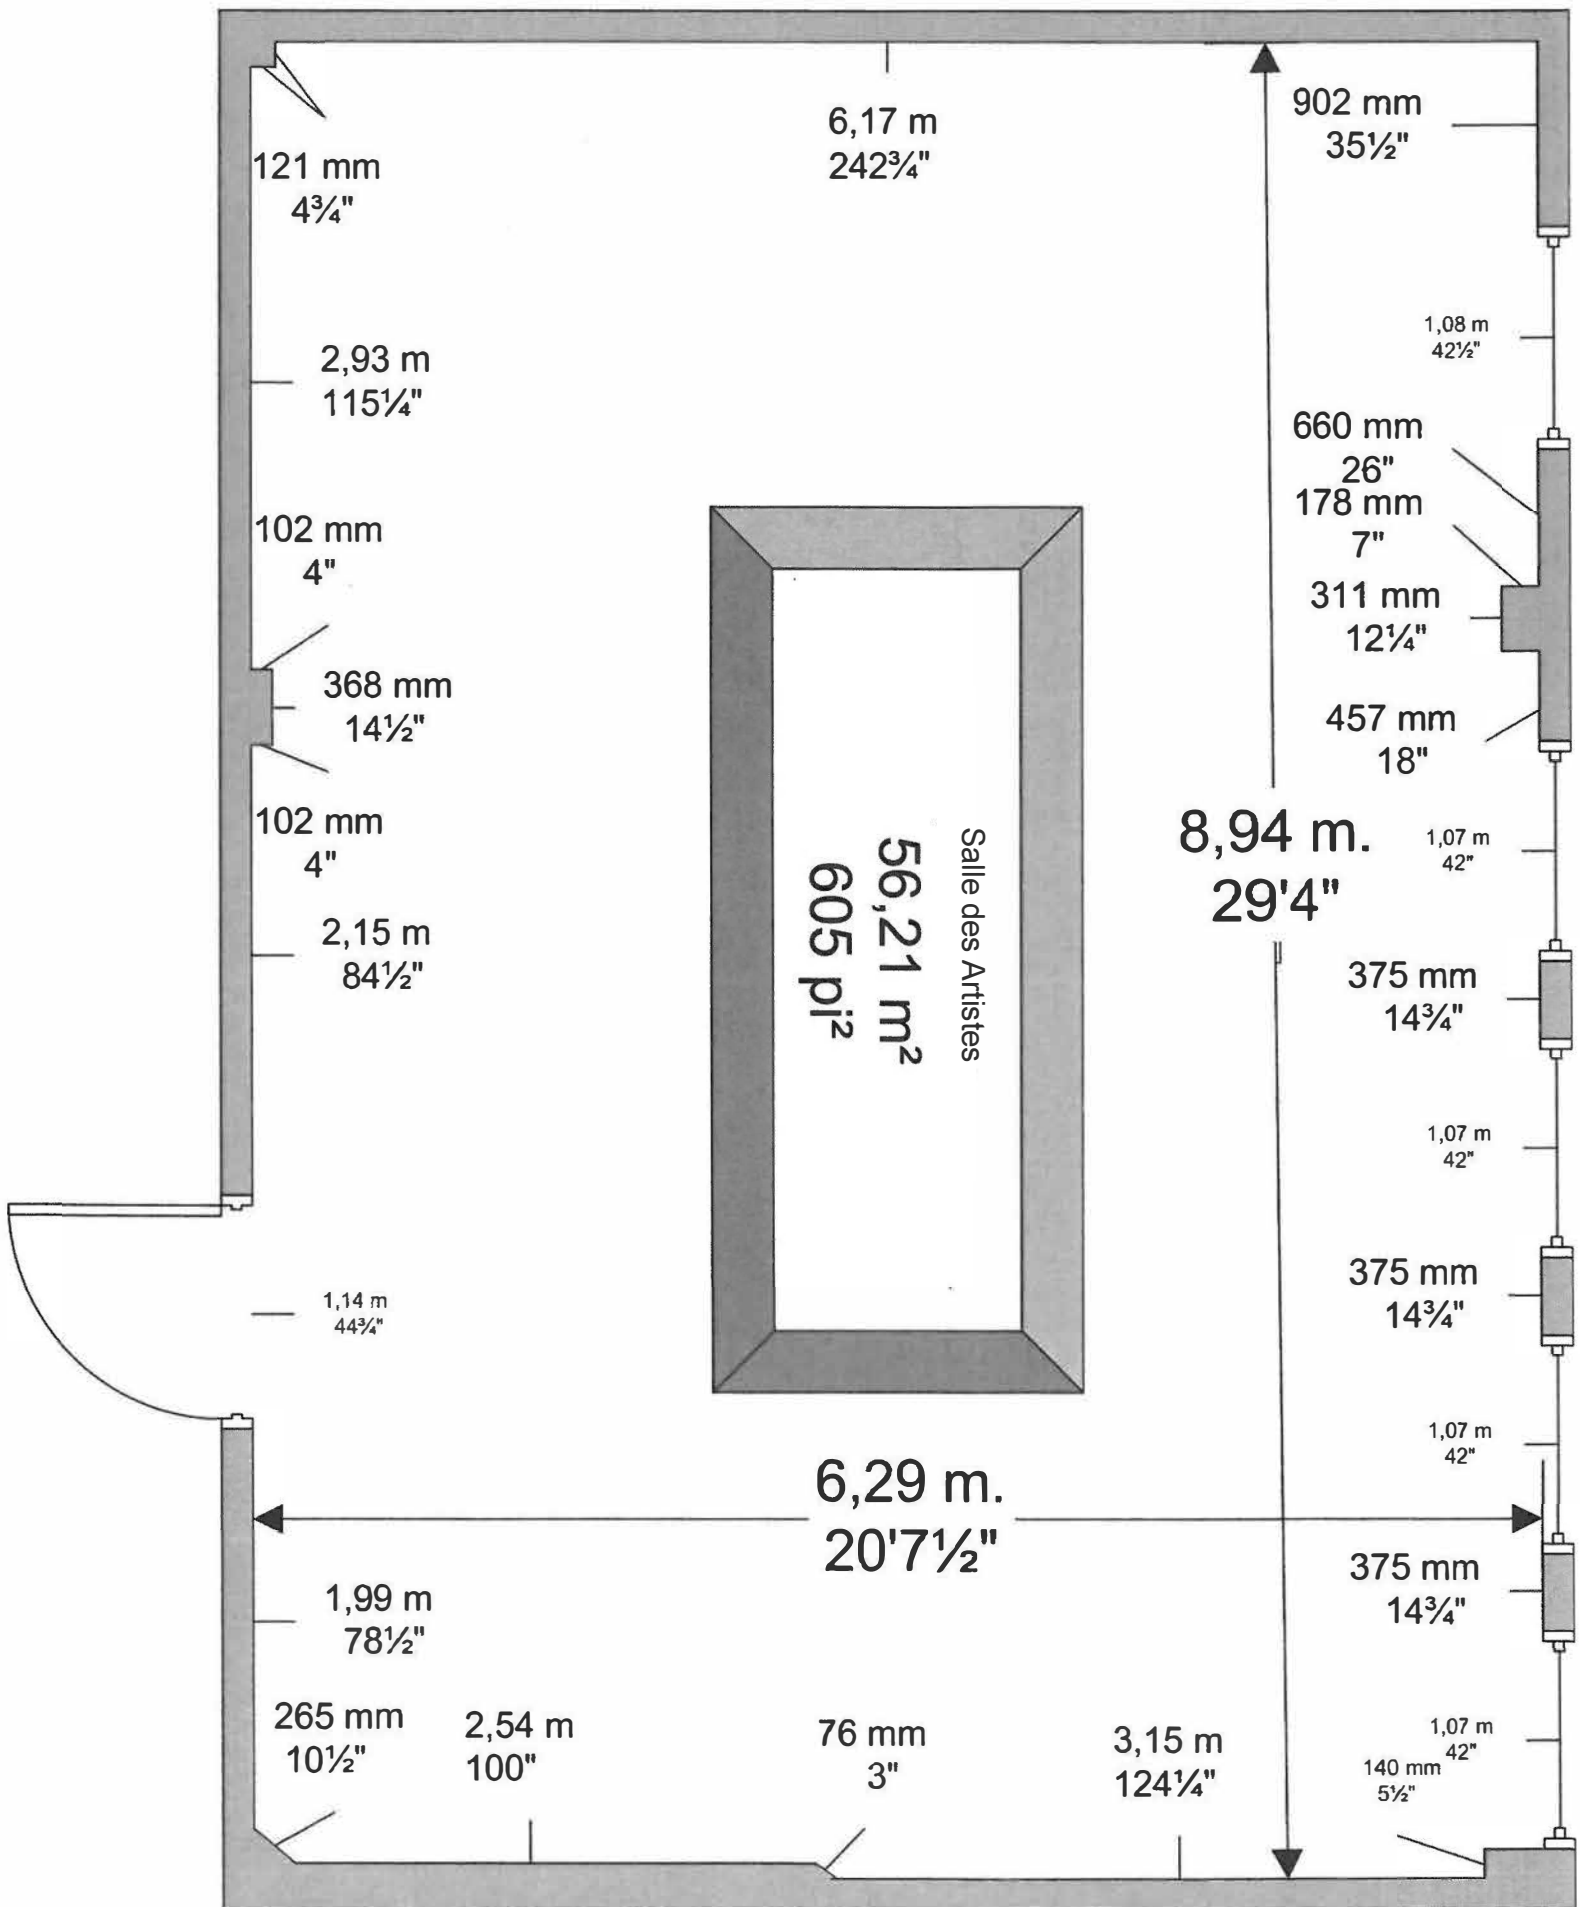 6,17 m
242¾"
902 mm
35½"
121 mm
4¾"
1,08 m
42½"
2,93 m
115¼"
660 mm
26"
178 mm
7"
102 mm
4"
311 mm
12¼"
368 mm
14½"
457 mm
18"
102 mm
4"
8,94 m.
29'4"
1,07 m
42"
Salle des Artistes
56,21 m²
605 pi²
2,15 m
84½"
375 mm
14¾"
1,07 m
42"
1,14 m
44¾"
375 mm
14¾"
1,07 m
42"
6,29 m.
20'7½"
1,99 m
78½"
375 mm
14¾"
265 mm
10½"
2,54 m
100"
76 mm
3"
3,15 m
124¼"
1,07 m
42"
140 mm
5½"